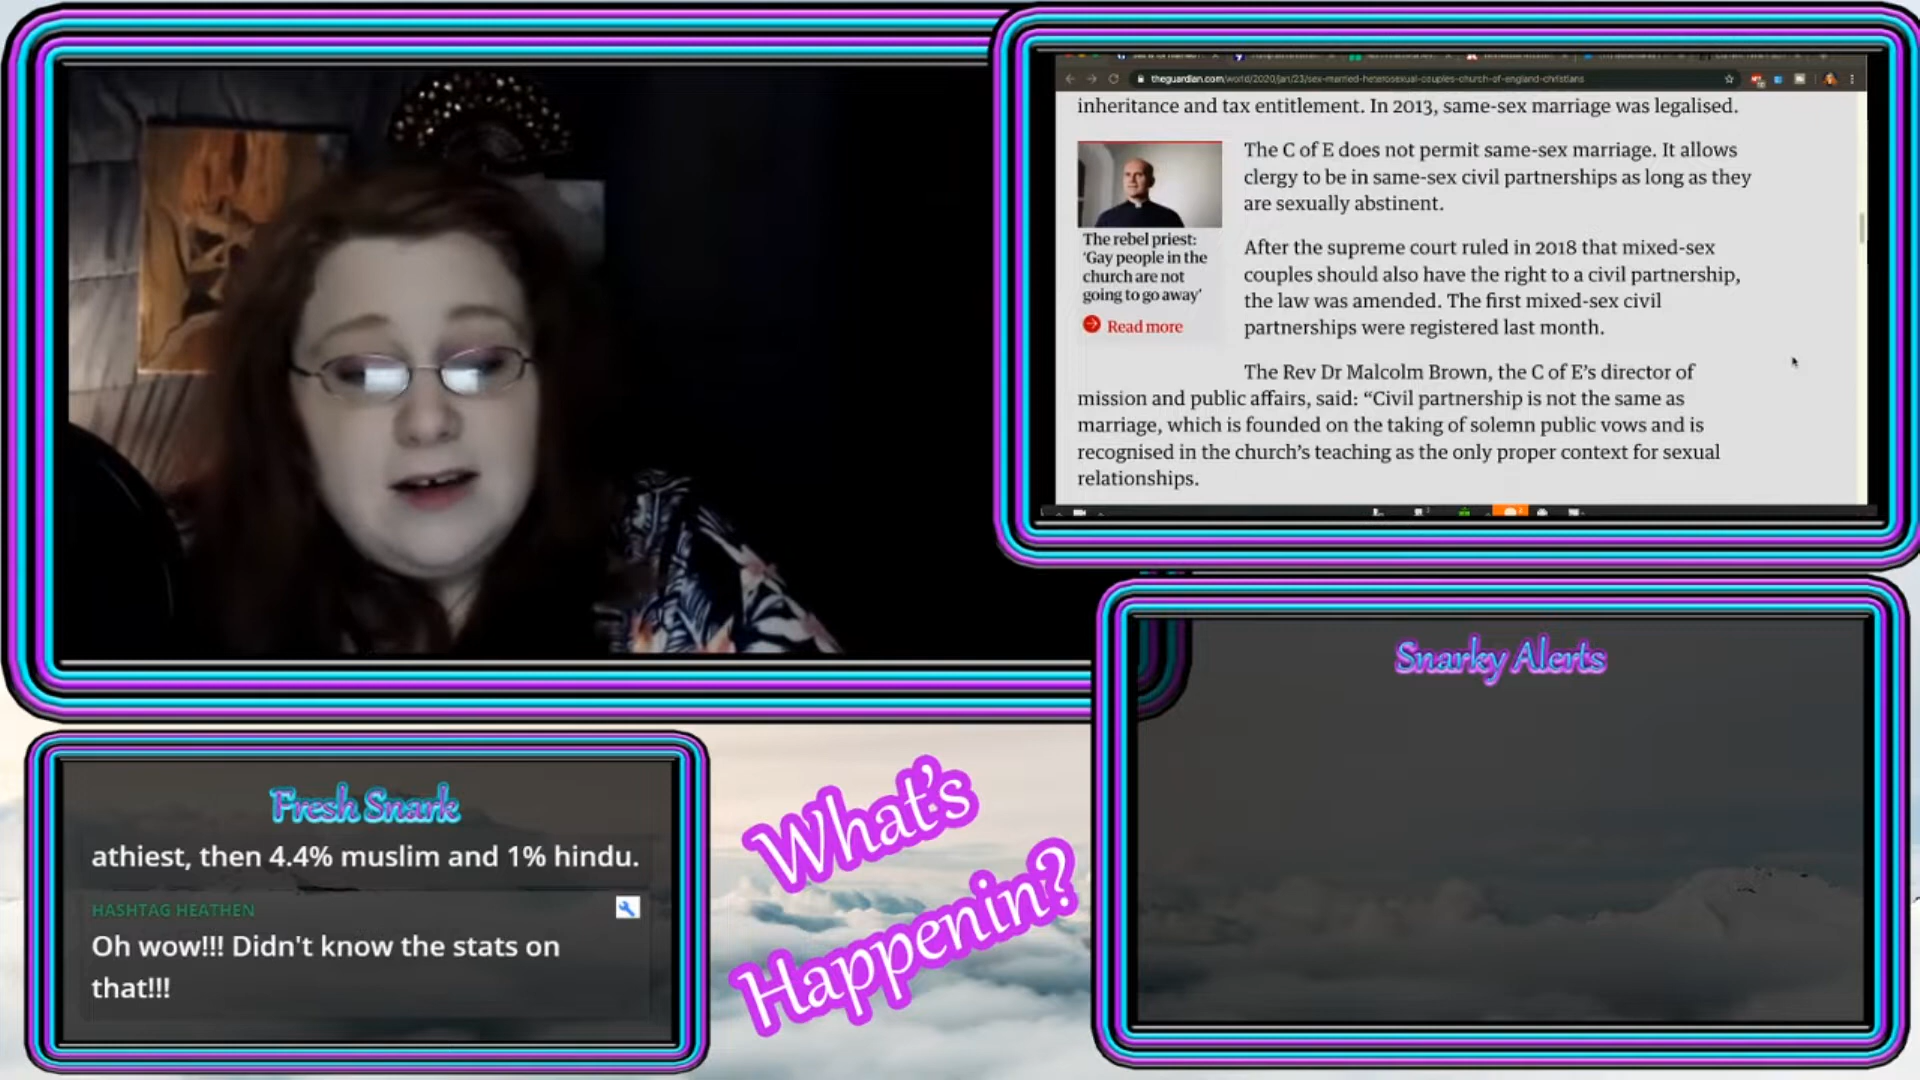 theguardian.com/world/2020/jan/23/sex-married-heterosexual-couples-church-of-england-christians
inheritance and tax entitlement. In 2013, same-sex marriage was legalised.
The C of E does not permit same-sex marriage. It allows
clergy to be in same-sex civil partnerships as long as they
are sexually abstinent.
The rebel priest:
‘Gay people in the
church are not
going to go away’
Read more
After the supreme court ruled in 2018 that mixed-sex
couples should also have the right to a civil partnership,
the law was amended. The first mixed-sex civil
partnerships were registered last month.
The Rev Dr Malcolm Brown, the C of E’s director of
mission and public affairs, said: “Civil partnership is not the same as
marriage, which is founded on the taking of solemn public vows and is
recognised in the church’s teaching as the only proper context for sexual
relationships.
Snarky Alerts
Fresh Snark
athiest, then 4.4% muslim and 1% hindu.
HASHTAG HEATHEN
Oh wow!!! Didn't know the stats on
that!!!
What's
Happenin?